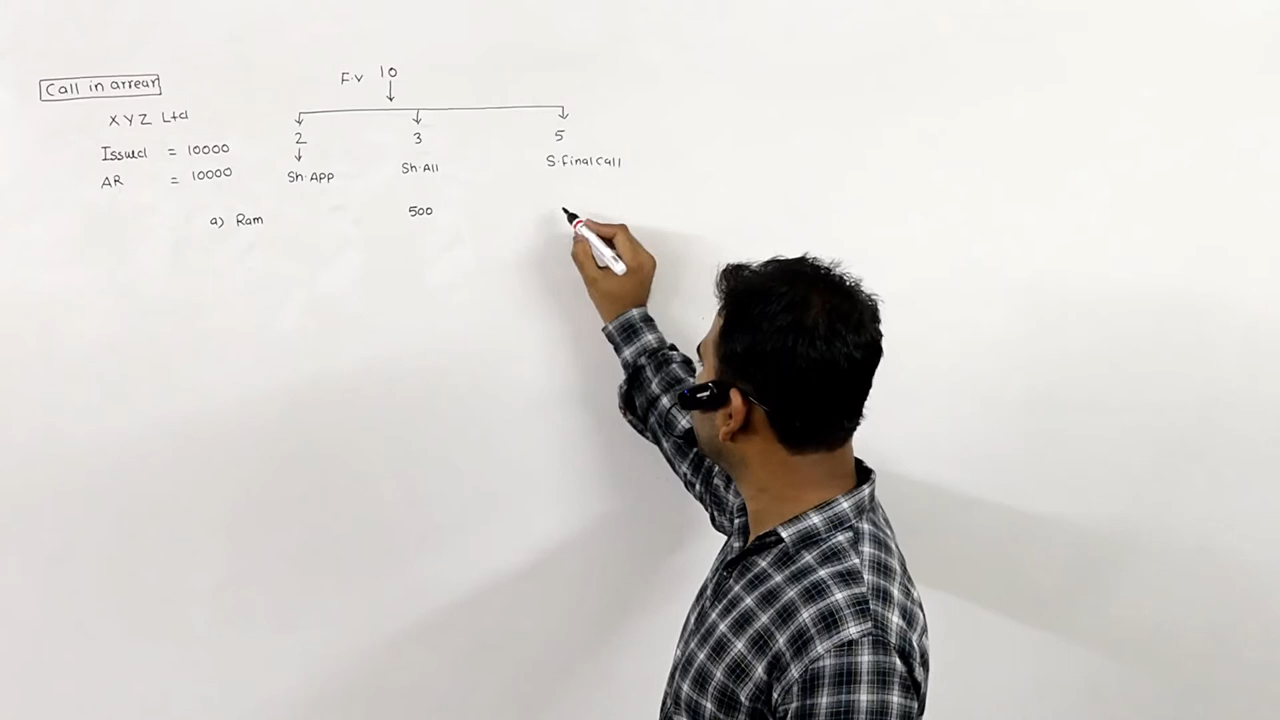 Call in arrear
F.v 10
X Y Z Ltd
2 3 5
Issued = 10000
AR = 10000
Sh.App Sh.All S.final Call
a) Ram 500